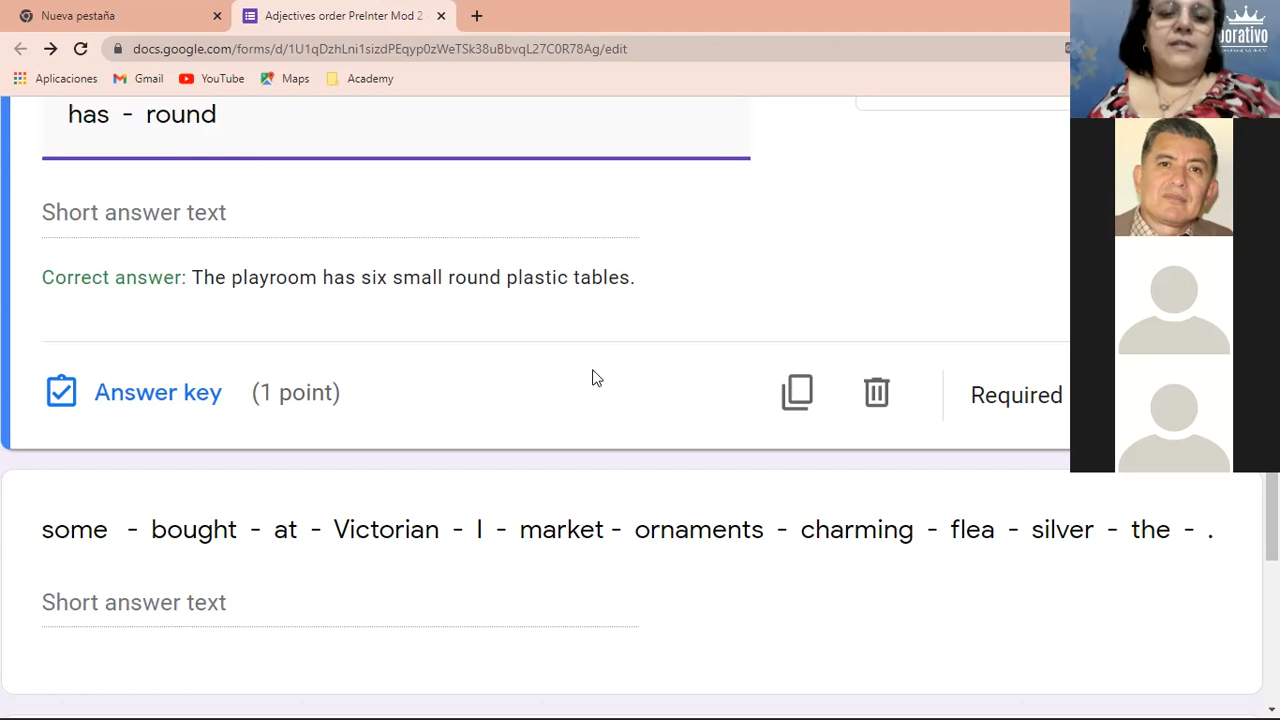 Nueva pestaña
Adjectives order PreInter Mod 2
docs.google.com/forms/d/1U1qDzhLni1sizdPEqyp0zWeTSk38uBbvqL27C0R78Ag/edit
Aplicaciones Gmail YouTube Maps Academy
porativo
has - round
Short answer text
Correct answer: The playroom has six small round plastic tables.
Answer key (1 point)
Required
some - bought - at - Victorian - I - market - ornaments - charming - flea - silver - the - .
Short answer text